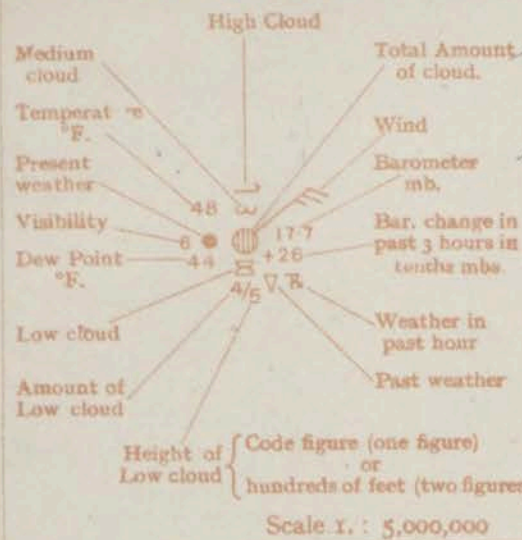 High Cloud
Medium
cloud
Total Amount
of cloud.
°F.
Wind
Present
weather
Barometer
mb.
48
Visibility
6
177
Bar. change in
past 3 hours in
tenths mbs.
Dew Point
°F.
44
+26
4/5
Low cloud
Weather in
past hour
Amount of
Low cloud
Past weather
Height of
Low cloud
Code figure (one figure)
or
hundreds of feet (two figures
Scale 1. : 5,000,000